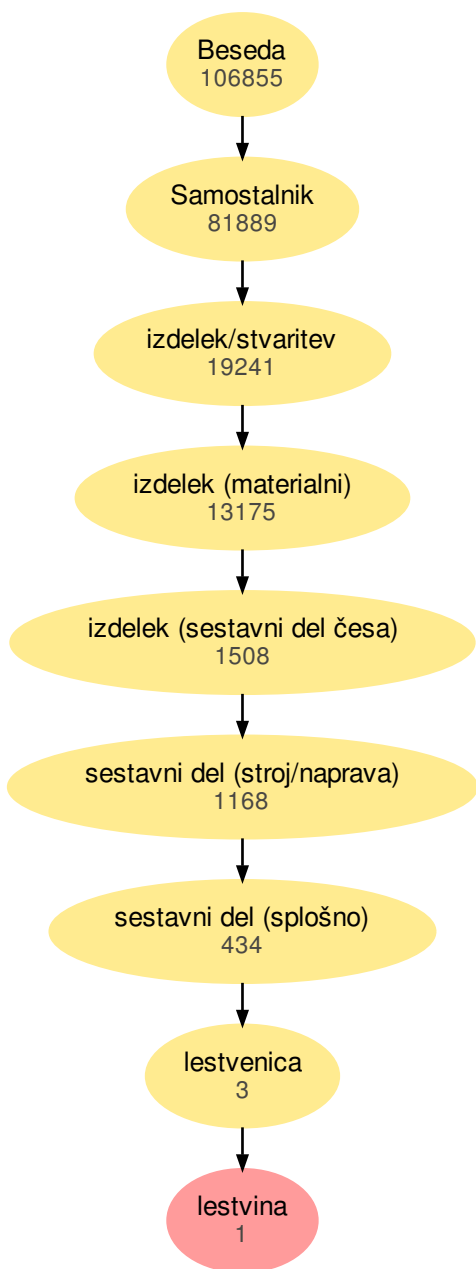 Beseda
106855
Samostalnik
81889
izdelek/stvaritev
19241
izdelek (materialni)
13175
izdelek (sestavni del česa)
1508
sestavni del (stroj/naprava)
1168
sestavni del (splošno)
434
lestvenica
3
lestvina
1